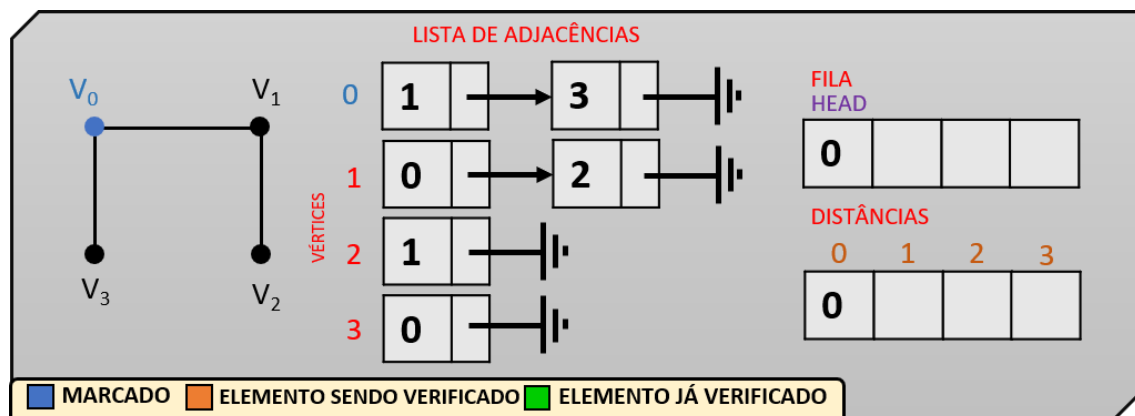 LISTA DE ADJACÊNCIAS
V0 V1
V3 V2
VÉRTICES
0 1 3
1 0 2
2 1
3 0
FILA
HEAD
0
DISTÂNCIAS
0 1 2 3
0
MARCADO ELEMENTO SENDO VERIFICADO ELEMENTO JÁ VERIFICADO